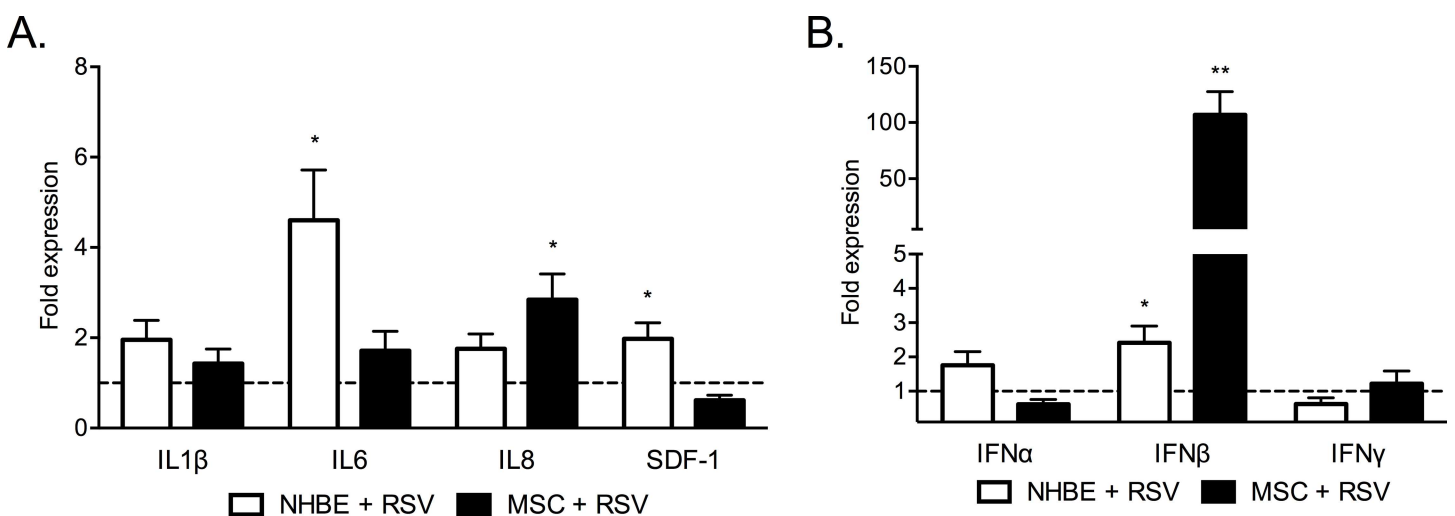 A.
8
6
4
2
0
Fold expression
*
*
*
IL1β IL6 IL8 SDF-1
NHBE + RSV MSC + RSV
B.
150
100
50
5
4
3
2
1
Fold expression
*
**
IFNα IFNβ IFNγ
NHBE + RSV MSC + RSV